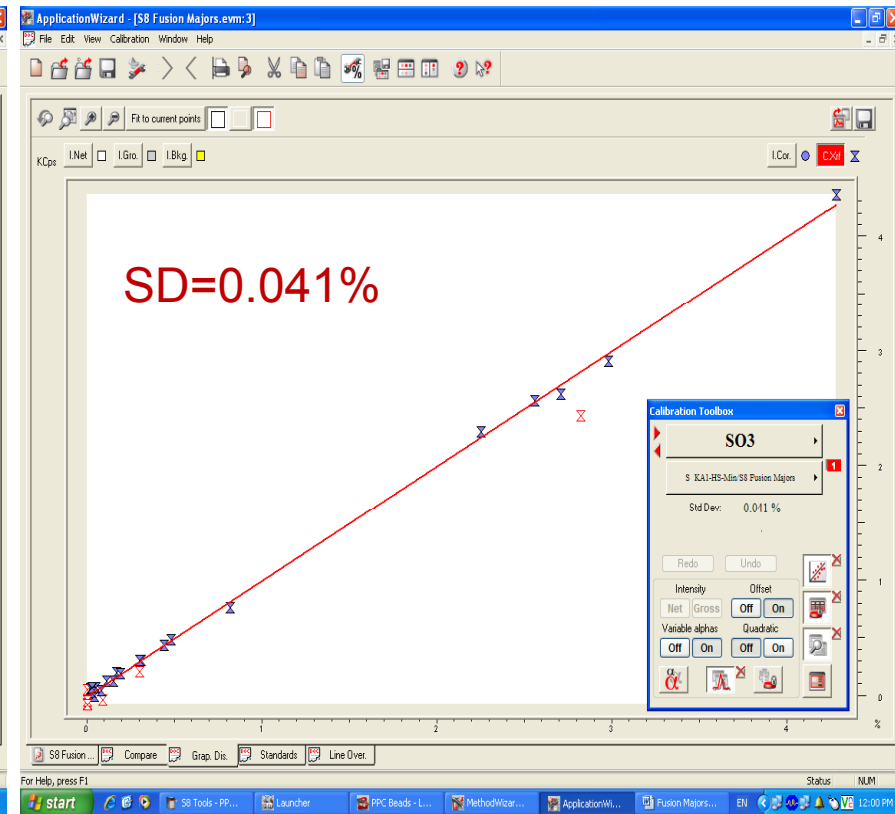 ApplicationWizard - [S8 Fusion Majors.evm:3]
File Edit View Calibration Window Help
Fit to current points
KCps I.Net I.Gro. I.Bkg. I.Cor. C.Xrf
SD=0.041%
4
3
2
1
0
%
0 1 2 3 4
Calibration Toolbox
SO3
S KA1-HS-Min/S8 Fusion Majors
1
Std Dev: 0.041 %
Redo Undo
Intensity Offset
Net Gross Off On
Variable alphas Quadratic
Off On Off On
α
S8 Fusion ... Compare Grap. Dis. Standards Line Over.
For Help, press F1 Status NUM
start S8 Tools - PP... Launcher PPC Beads - L... MethodWizar... ApplicationWi... Fusion Majors... EN 12:00 PM